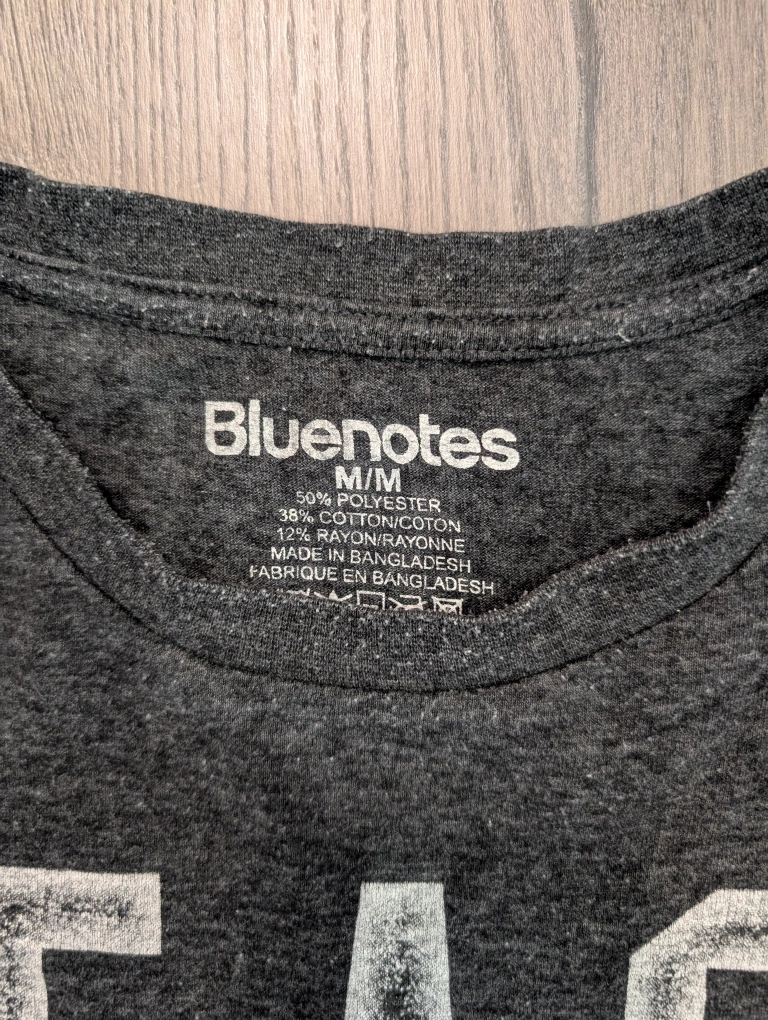 Bluenotes
M/M
50% POLYESTER
38% COTTON/COTON
12% RAYON/RAYONNE
MADE IN BANGLADESH
FABRIQUE EN BANGLADESH